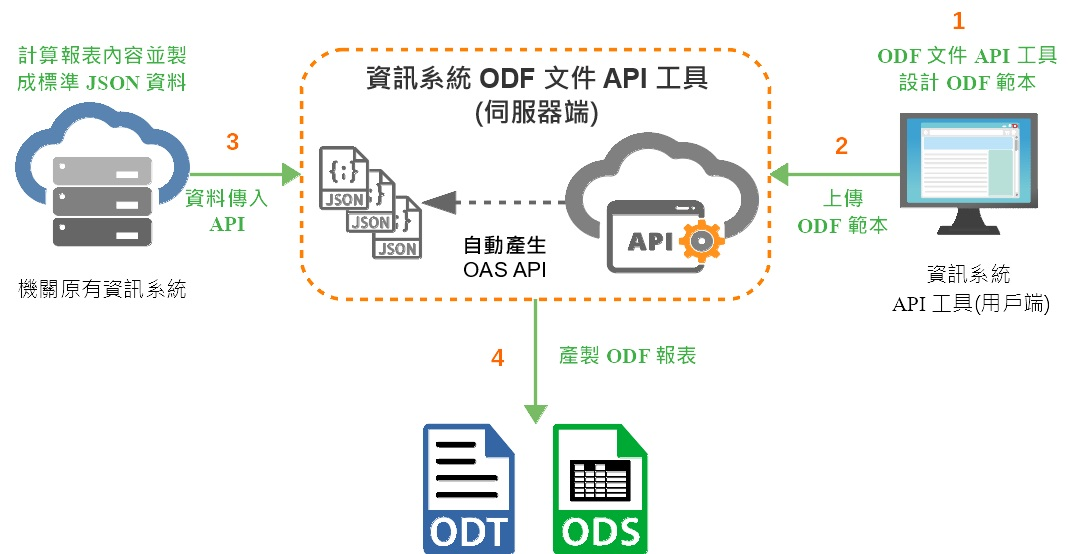 1
ODF 文件 API 工具
設計 ODF 範本
計算報表內容並製
成標準 JSON 資料
資訊系統 ODF 文件 API 工具
(伺服器端)
3
2
資料傳入
API
上傳
ODF 範本
{;}
JSON
JSON
JSON
API
自動產生
OAS API
機關原有資訊系統
資訊系統
API 工具(用戶端)
4
產製 ODF 報表
ODT
ODS